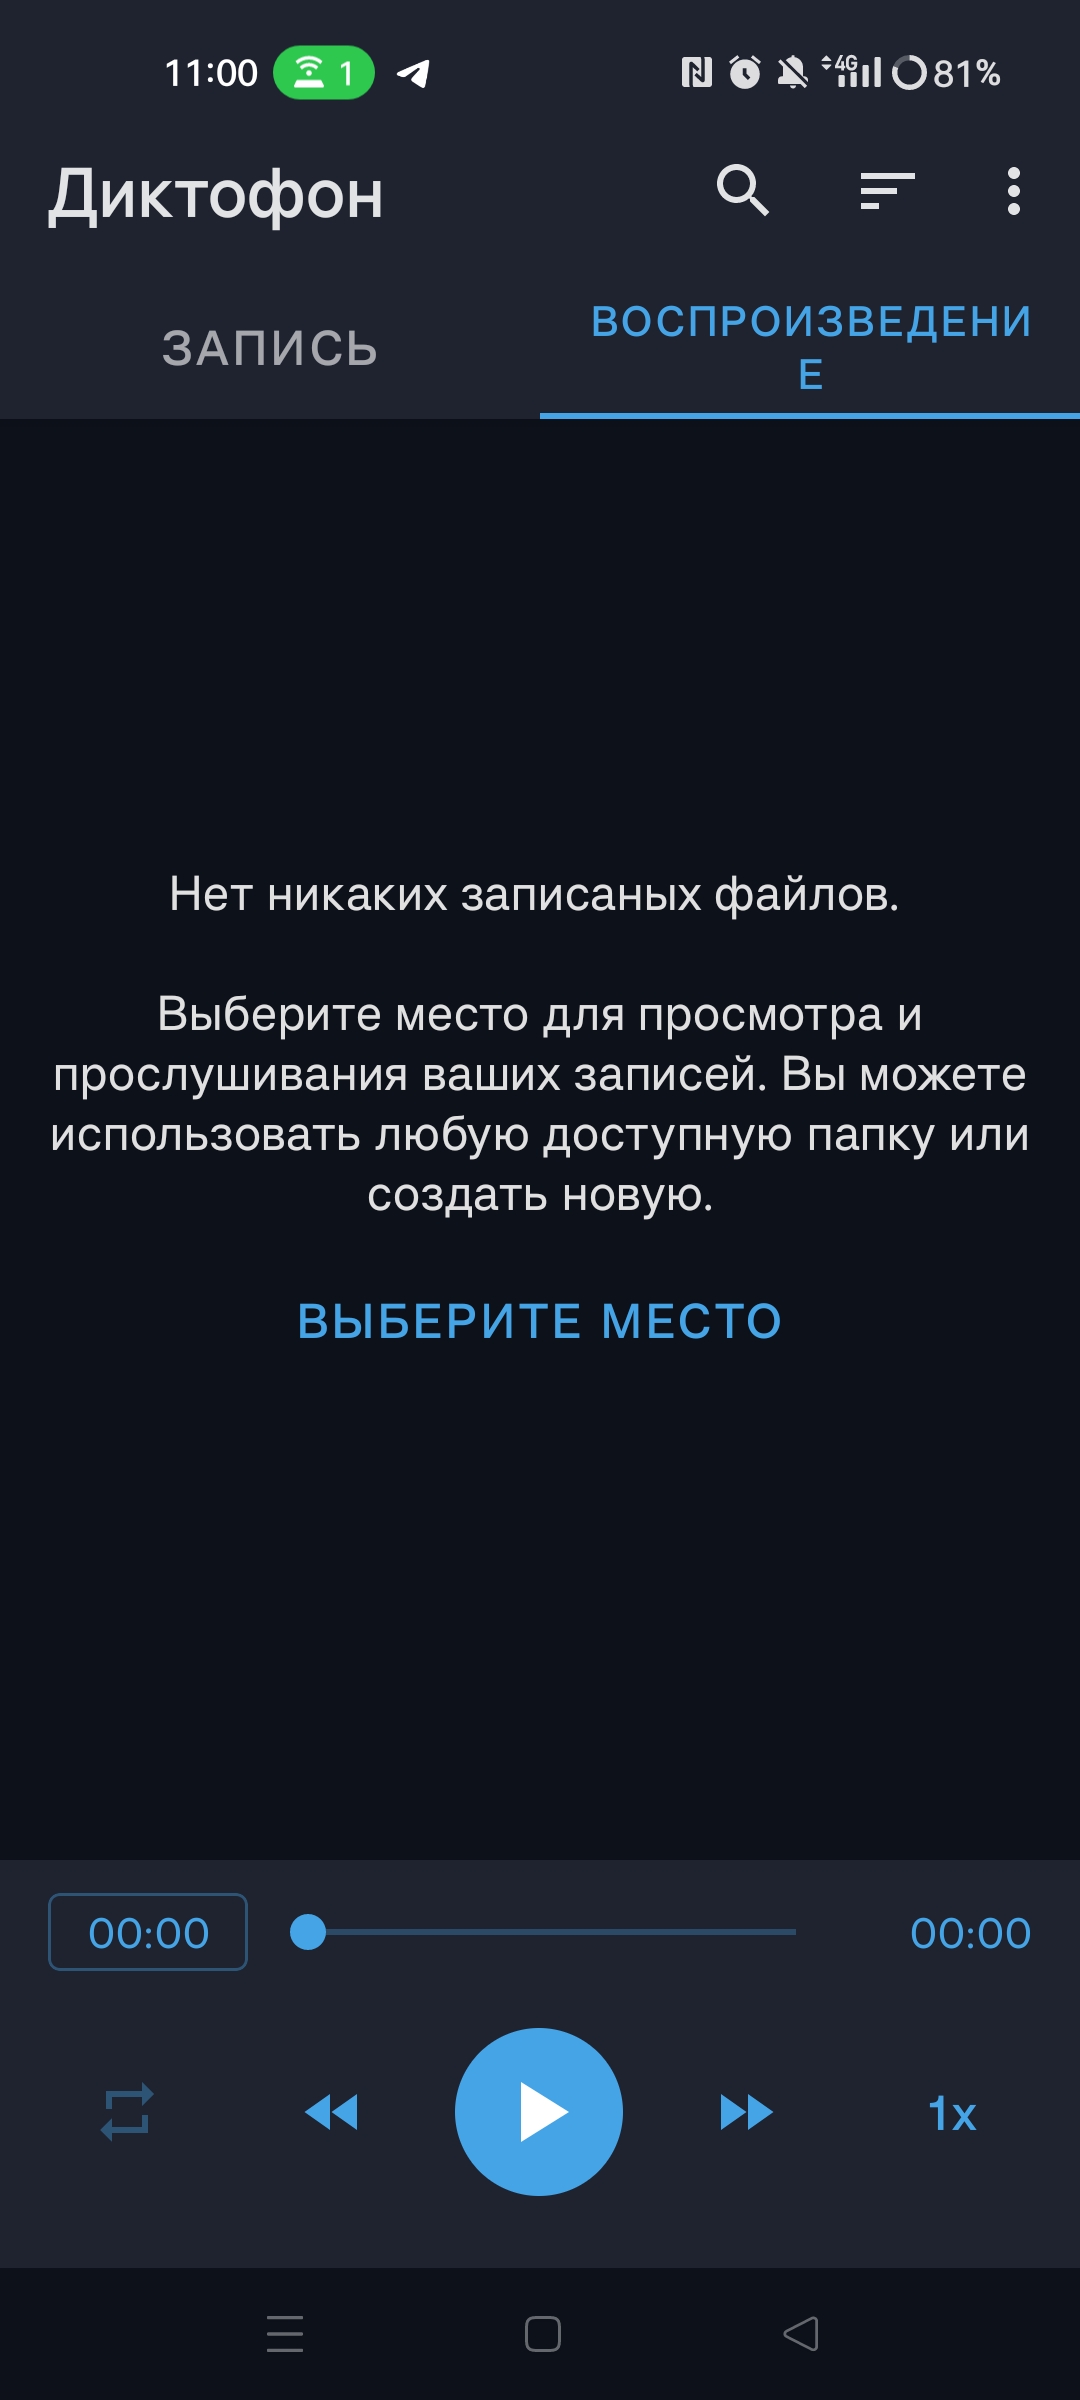 11:00 1 4G 81%
Диктофон
ЗАПИСЬ
ВОСПРОИЗВЕДЕНИ
Е
Нет никаких записаных файлов.
Выберите место для просмотра и
прослушивания ваших записей. Вы можете
использовать любую доступную папку или
создать новую.
ВЫБЕРИТЕ МЕСТО
00:00 00:00
1x